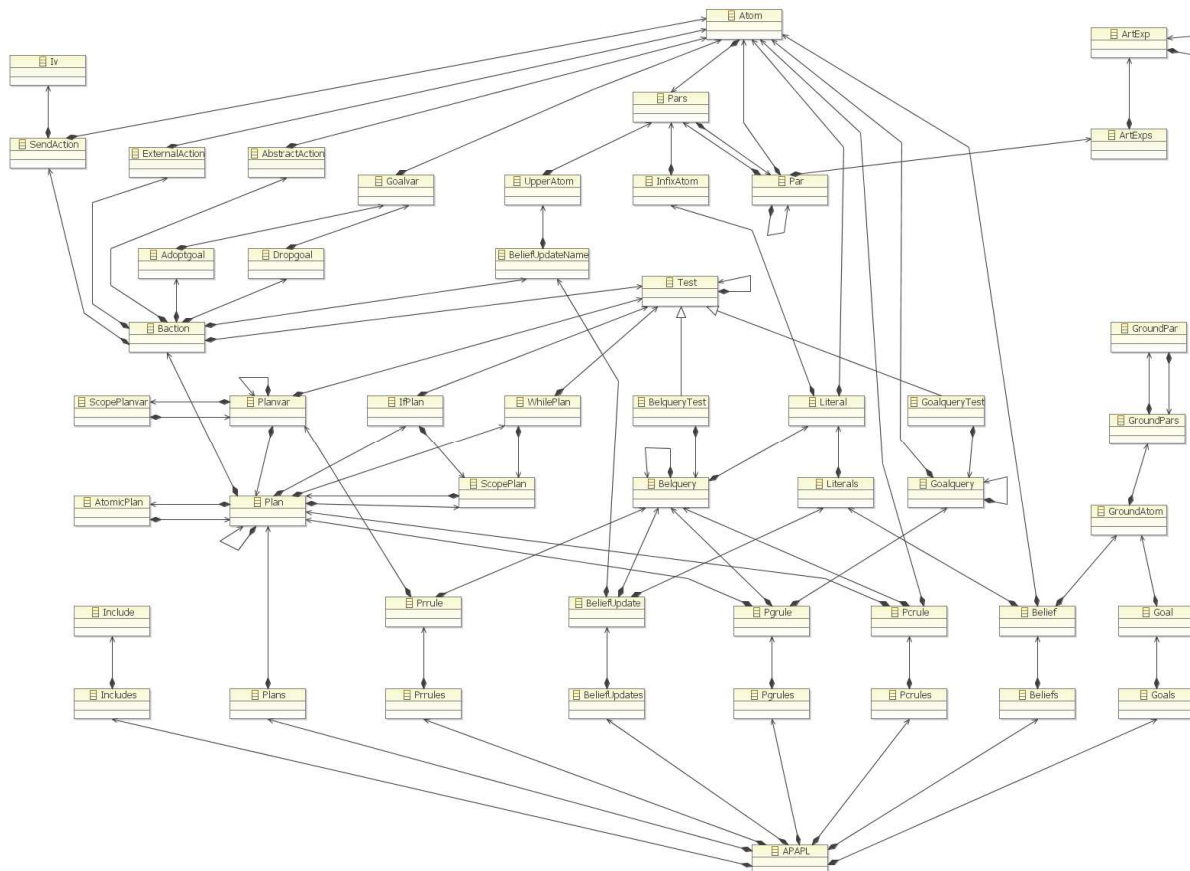 Atom
ArtExp
Iv
Pars
SendAction
ExternalAction
AbstractAction
ArtExps
Goalvar
UpperAtom
InfixAtom
Par
Adoptgoal
Dropgoal
BeliefUpdateName
Test
Baction
GroundPar
ScopePlanvar
Planvar
IfPlan
WhilePlan
BelqueryTest
Literal
GoalqueryTest
GroundPars
AtomicPlan
Plan
ScopePlan
Belquery
Literals
Goalquery
GroundAtom
Include
Prrule
BeliefUpdate
Pgrule
Pcrule
Belief
Goal
Includes
Plans
Prrules
BeliefUpdates
Pgrules
Pcrules
Beliefs
Goals
APAPL